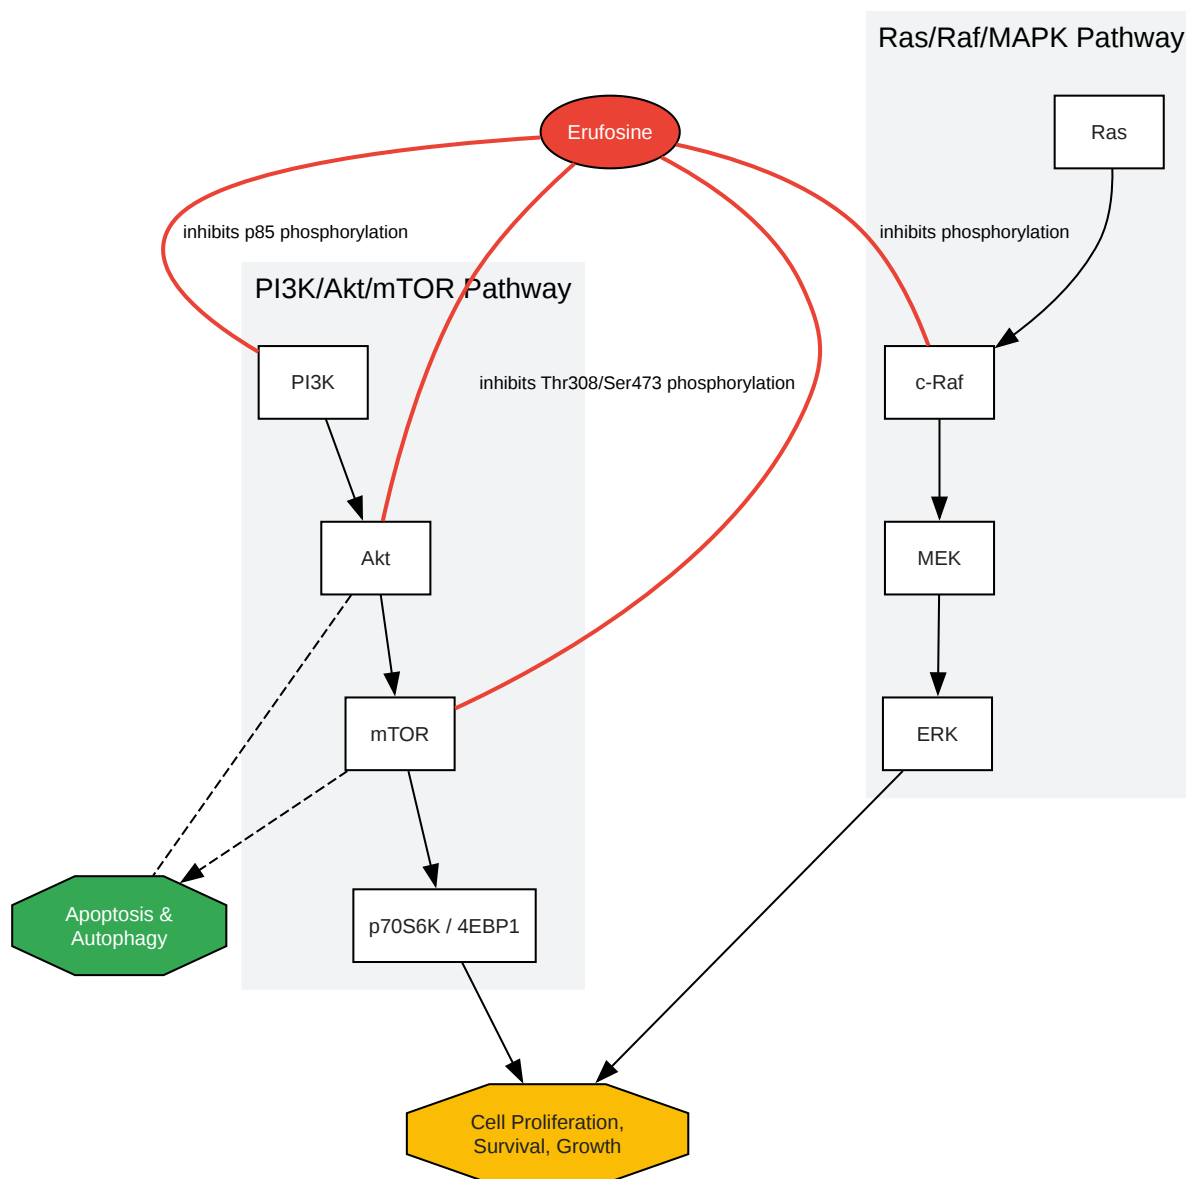 Ras/Raf/MAPK Pathway
Erufosine
Ras
inhibits p85 phosphorylation
inhibits phosphorylation
PI3K/Akt/mTOR Pathway
PI3K
inhibits Thr308/Ser473 phosphorylation
c-Raf
Akt
MEK
mTOR
ERK
Apoptosis &
Autophagy
p70S6K / 4EBP1
Cell Proliferation,
Survival, Growth